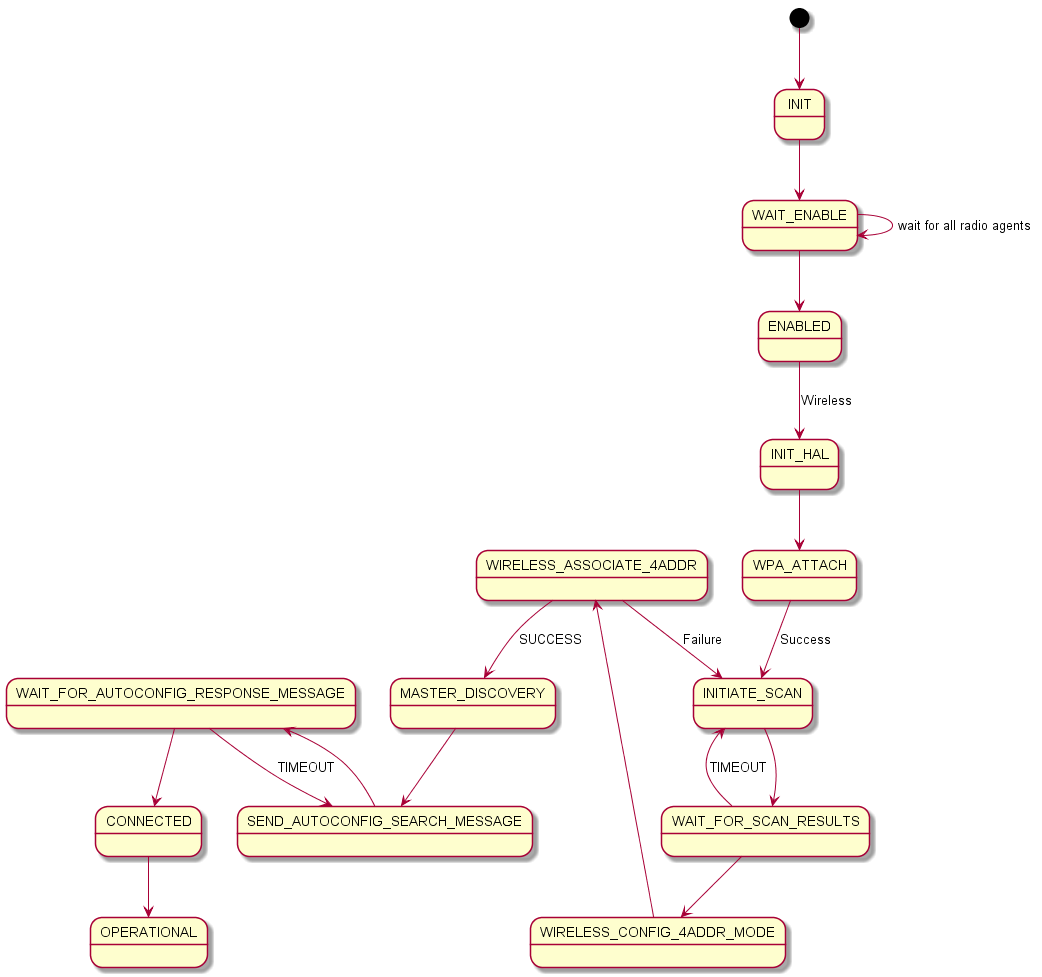 INIT
WAIT_ENABLE
wait for all radio agents
ENABLED
Wireless
INIT_HAL
WIRELESS_ASSOCIATE_4ADDR
WPA_ATTACH
SUCCESS
Failure
Success
WAIT_FOR_AUTOCONFIG_RESPONSE_MESSAGE
MASTER_DISCOVERY
INITIATE_SCAN
TIMEOUT
TIMEOUT
CONNECTED
SEND_AUTOCONFIG_SEARCH_MESSAGE
WAIT_FOR_SCAN_RESULTS
OPERATIONAL
WIRELESS_CONFIG_4ADDR_MODE